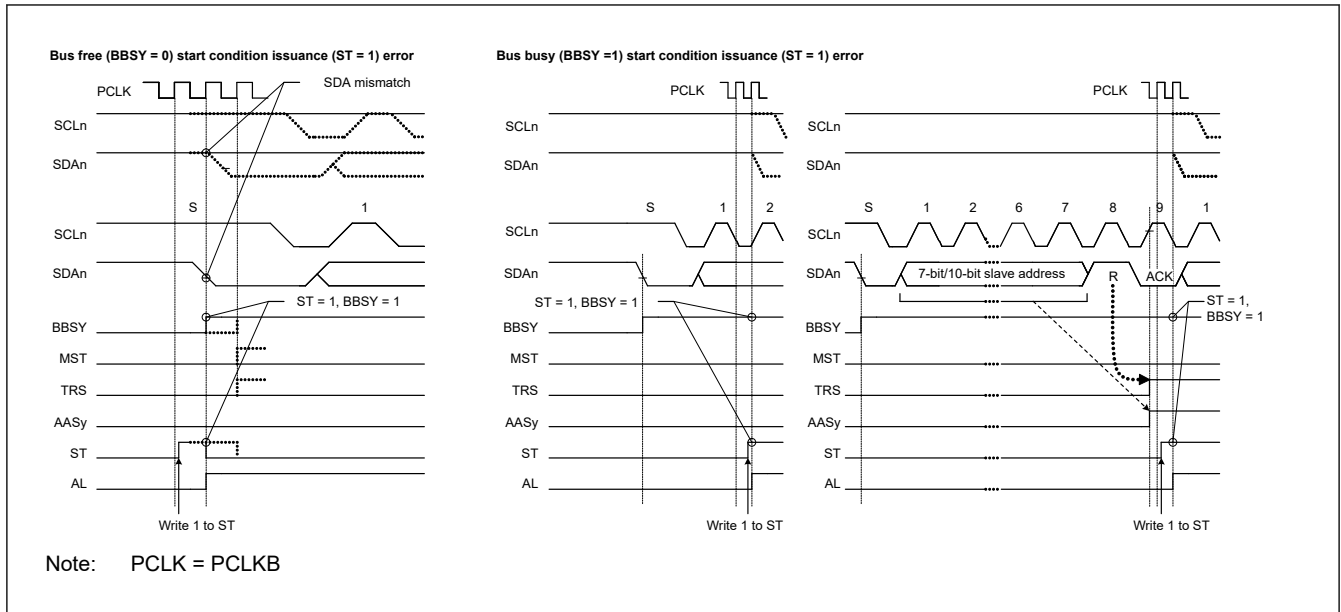 Bus free (BBSY = 0) start condition issuance (ST = 1) error
PCLK
SDA mismatch
SCLn
SDAn
S 1
SCLn
SDAn
ST = 1, BBSY = 1
BBSY
MST
TRS
AASy
ST
AL
Write 1 to ST
Bus busy (BBSY =1) start condition issuance (ST = 1) error
PCLK
SCLn
SDAn
S 1 2
SCLn
SDAn
ST = 1, BBSY = 1
BBSY
MST
TRS
AASy
ST
AL
Write 1 to ST
PCLK
SCLn
SDAn
S 1 2 6 7 8 9 1
SCLn
SDAn
7-bit/10-bit slave address R ACK
ST = 1,
BBSY = 1
BBSY
MST
TRS
AASy
ST
AL
Write 1 to ST
Note: PCLK = PCLKB